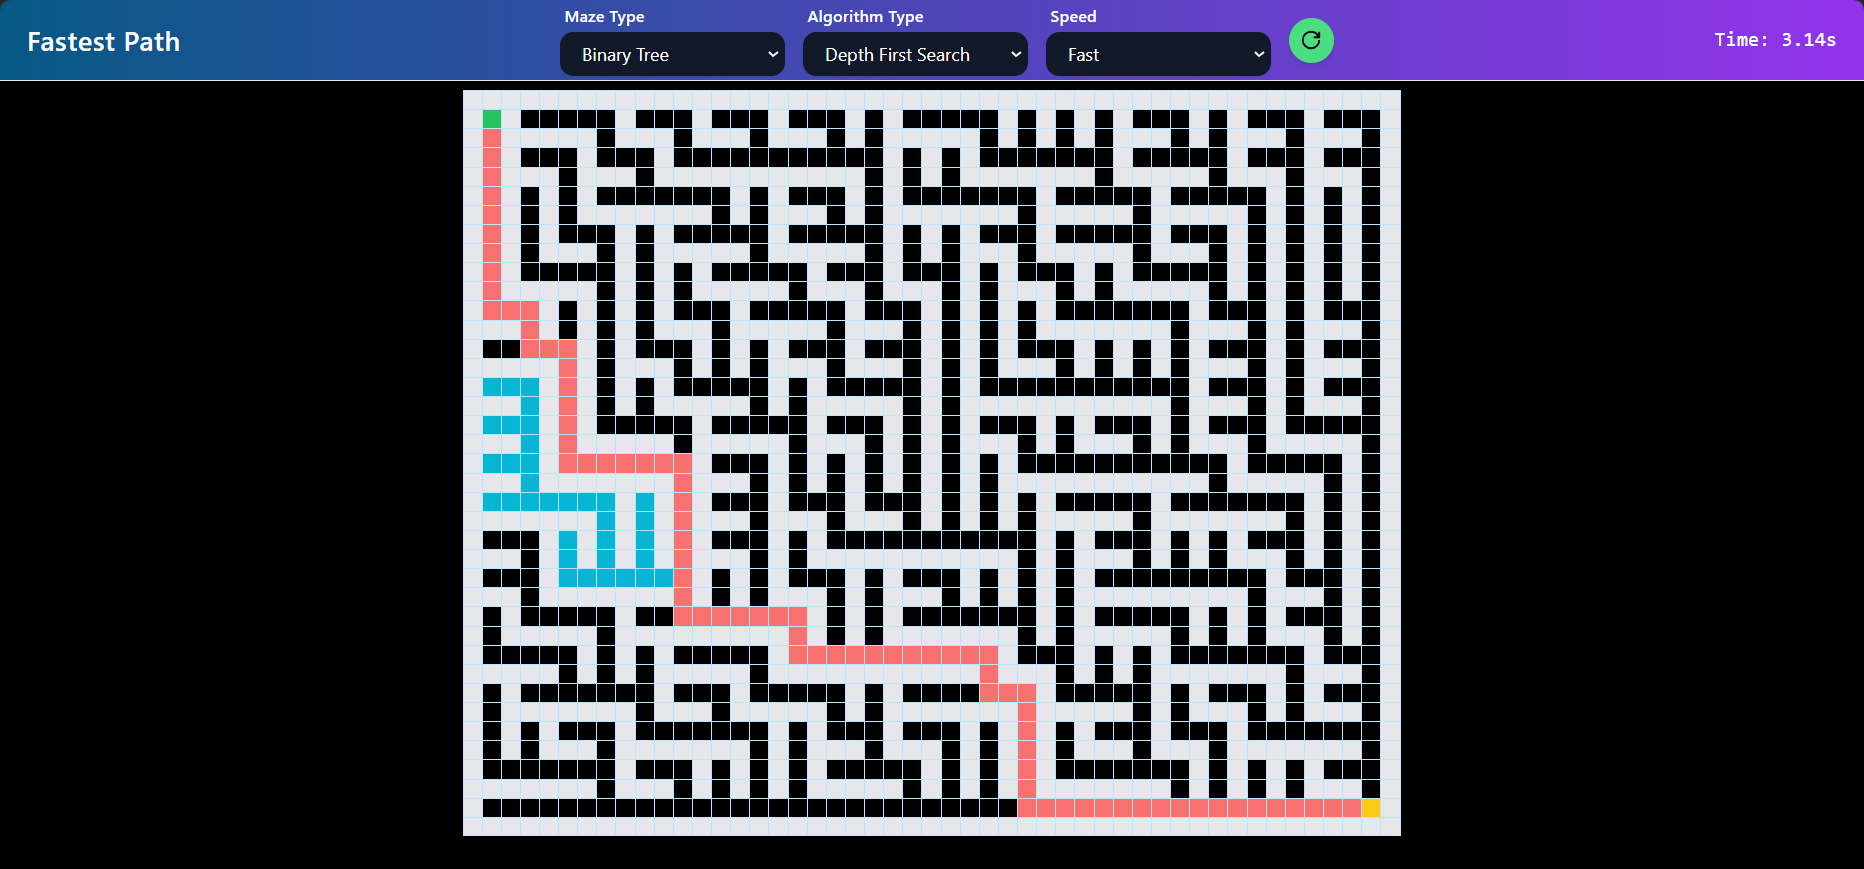 Fastest Path
Maze Type
Binary Tree
Algorithm Type
Depth First Search
Speed
Fast
Time: 3.14s